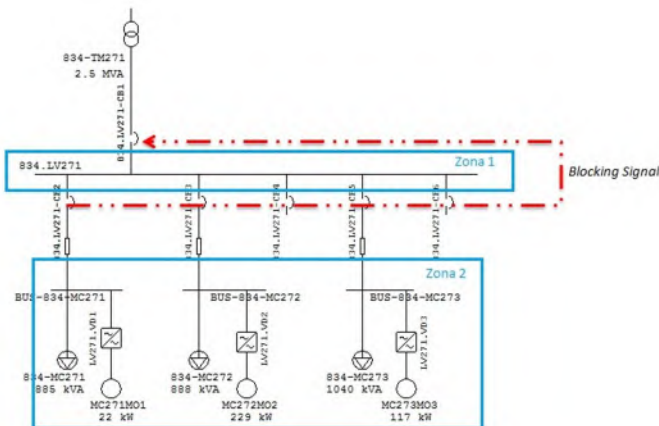 834-TM271
2.5 MVA
834.LV271-CB1
834.LV271
Zona 1
Blocking Signal
834.LV271-CB2
834.LV271-CB3
834.LV271-CB4
834.LV271-CB5
834.LV271-CB6
Zona 2
BUS-834-MC271
BUS-834-MC272
BUS-834-MC273
LV271.VD1
LV271.VD2
LV271.VD3
834-MC271
885 kVA
834-MC272
888 kVA
834-MC273
1040 kVA
MC271MO1
22 kW
MC272MO2
229 kW
MC273MO3
117 kW